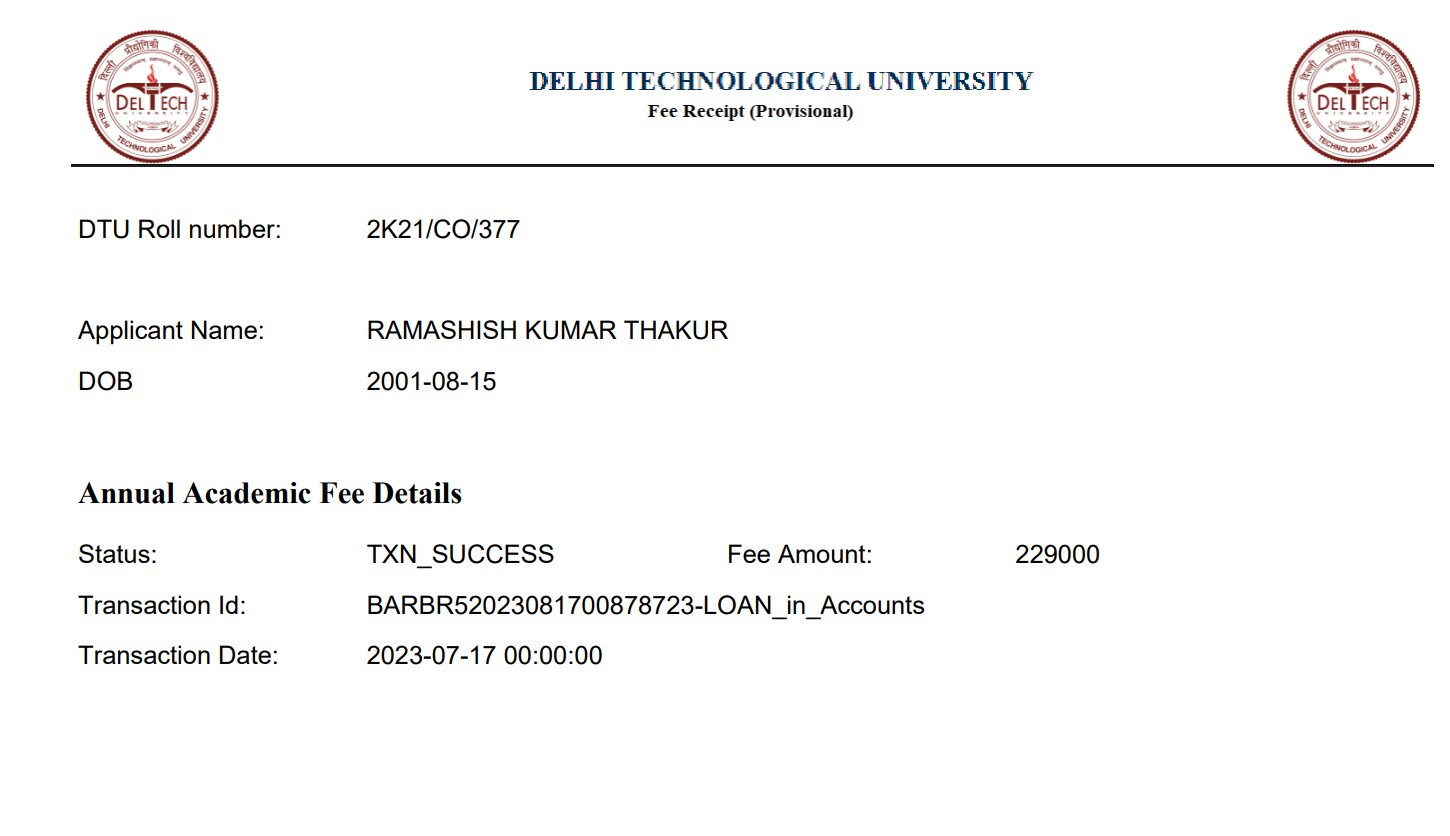 दिल्ली प्रौद्योगिकी विश्वविद्यालय
DELTECH
UNIVERSITY
DELHI TECHNOLOGICAL UNIVERSITY
DELHI TECHNOLOGICAL UNIVERSITY
Fee Receipt (Provisional)
दिल्ली प्रौद्योगिकी विश्वविद्यालय
DELTECH
UNIVERSITY
DELHI TECHNOLOGICAL UNIVERSITY
DTU Roll number: 2K21/CO/377
Applicant Name: RAMASHISH KUMAR THAKUR
DOB 2001-08-15
Annual Academic Fee Details
Status: TXN_SUCCESS Fee Amount: 229000
Transaction Id: BARBR52023081700878723-LOAN_in_Accounts
Transaction Date: 2023-07-17 00:00:00